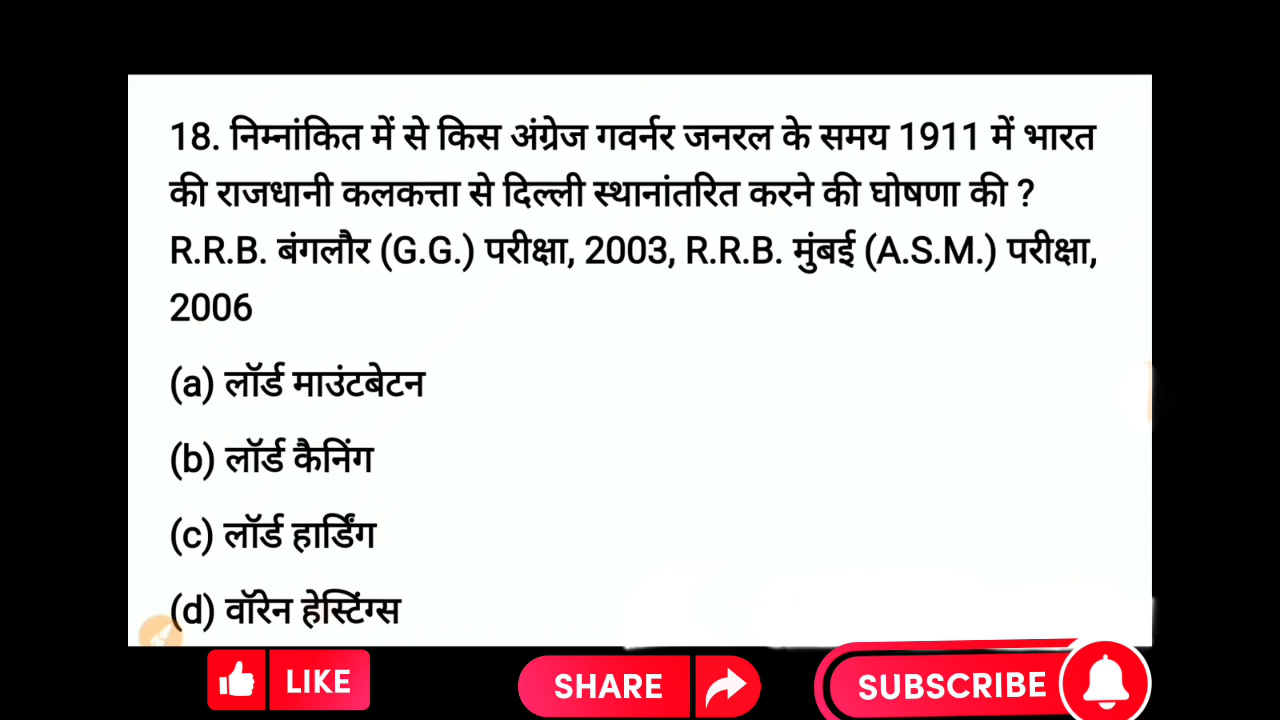 18. निम्नांकित में से किस अंग्रेज गवर्नर जनरल के समय 1911 में भारत
की राजधानी कलकत्ता से दिल्ली स्थानांतरित करने की घोषणा की ?
R.R.B. बंगलौर (G.G.) परीक्षा, 2003, R.R.B. मुंबई (A.S.M.) परीक्षा,
2006
(a) लॉर्ड माउंटबेटन
(b) लॉर्ड कैनिंग
(c) लॉर्ड हार्डिंग
(d) वॉरेन हेस्टिंग्स
LIKE SHARE SUBSCRIBE